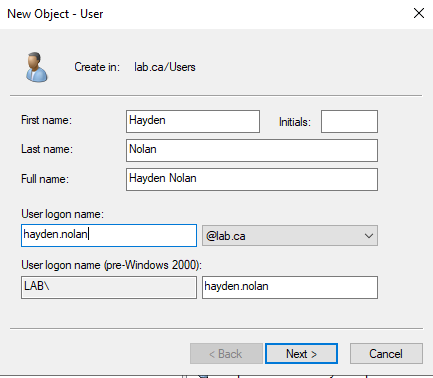 New Object - User
Create in: lab.ca/Users
First name: Hayden Initials:
Last name: Nolan
Full name: Hayden Nolan
User logon name:
hayden.nolan @lab.ca
User logon name (pre-Windows 2000):
LAB\ hayden.nolan
< Back Next > Cancel